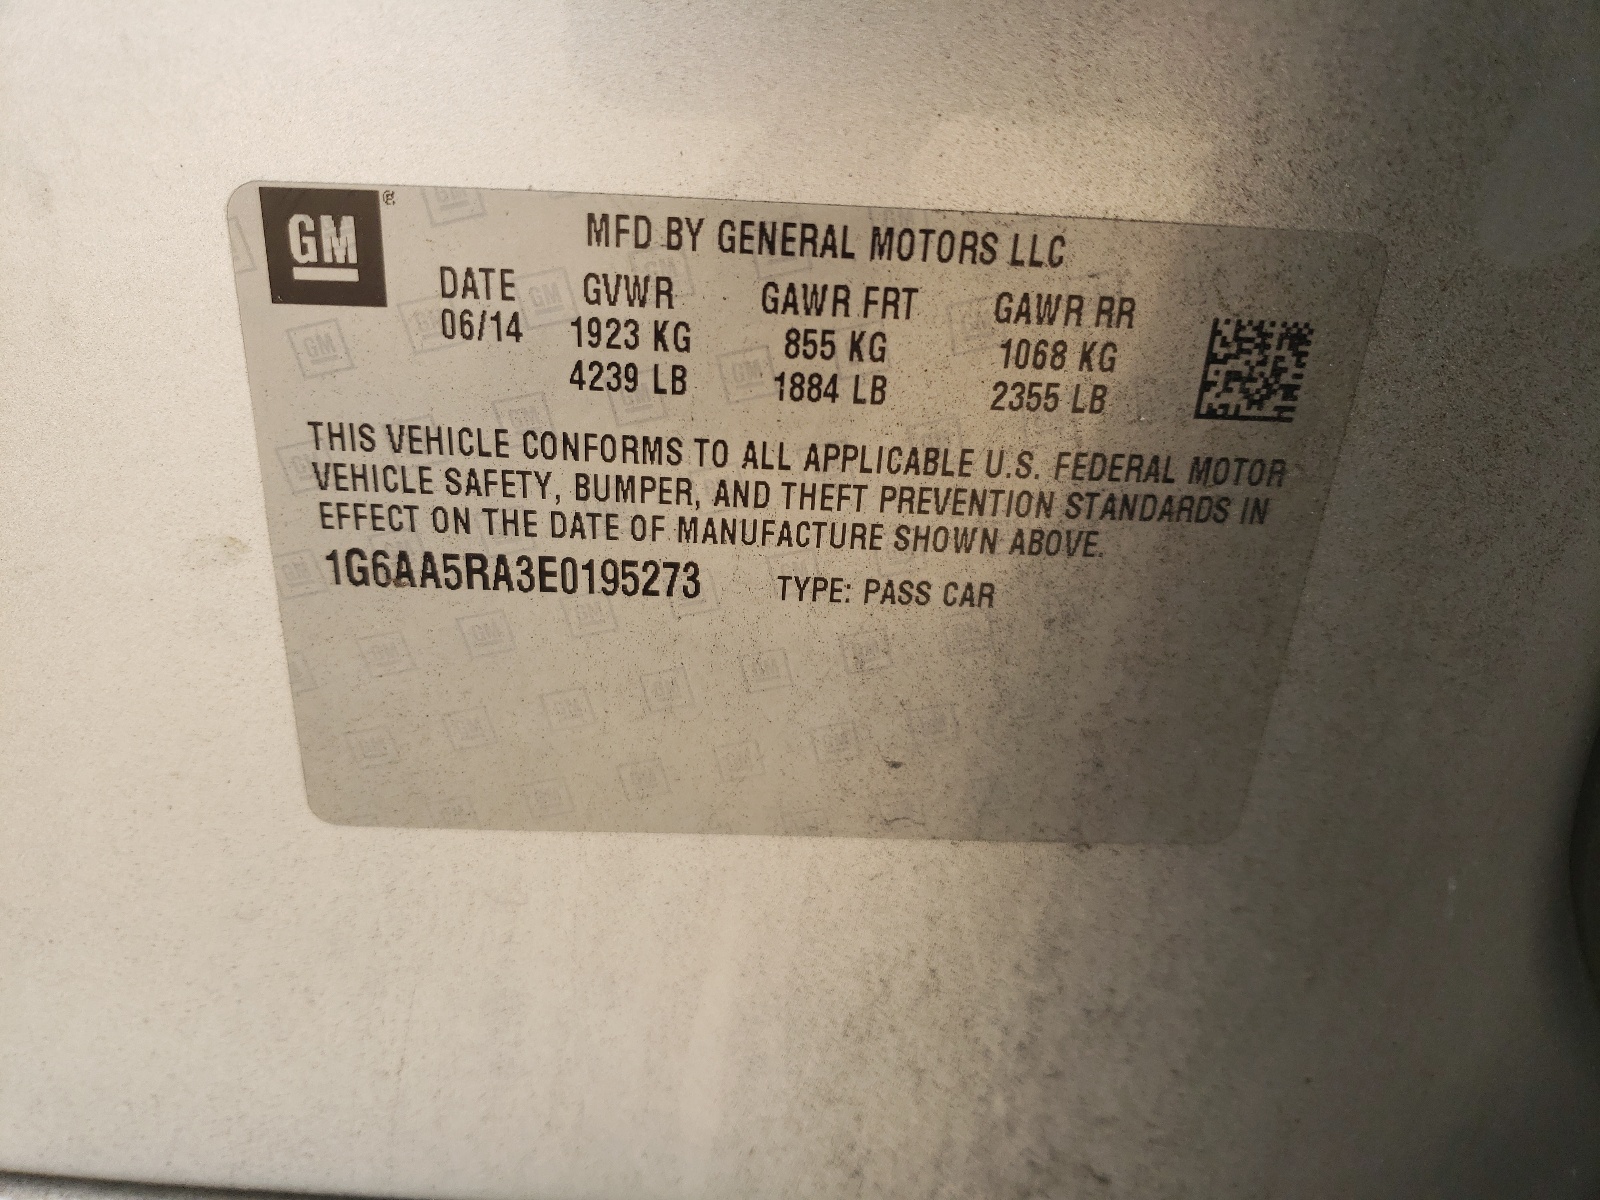 GM
MFD BY GENERAL MOTORS LLC
DATE GVWR GAWR FRT GAWR RR
06/14 1923 KG 855 KG 1068 KG
4239 LB 1884 LB 2355 LB
THIS VEHICLE CONFORMS TO ALL APPLICABLE U.S. FEDERAL MOTOR
VEHICLE SAFETY, BUMPER, AND THEFT PREVENTION STANDARDS IN
EFFECT ON THE DATE OF MANUFACTURE SHOWN ABOVE.
1G6AA5RA3E0195273 TYPE: PASS CAR